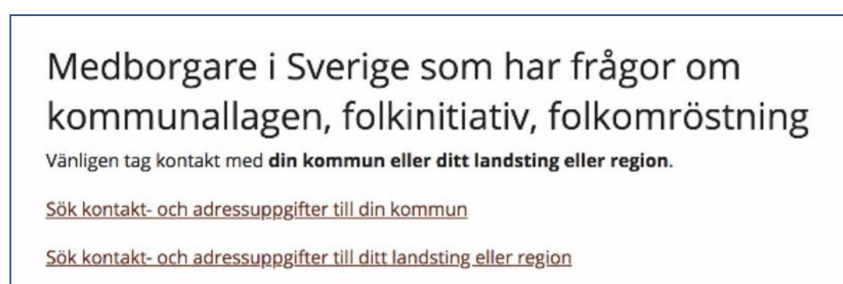 Medborgare i Sverige som har frågor om
kommunallagen, folkinitiativ, folkomröstning
Vänligen tag kontakt med din kommun eller ditt landsting eller region.
Sök kontakt- och adressuppgifter till din kommun
Sök kontakt- och adressuppgifter till ditt landsting eller region